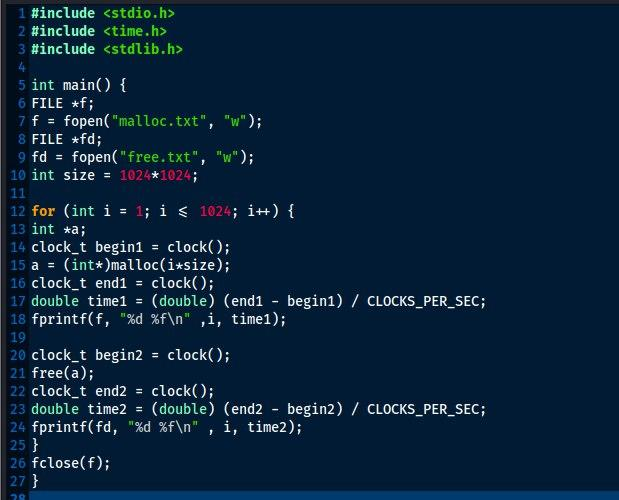 1 #include <stdio.h>
2 #include <time.h>
3 #include <stdlib.h>
4
5 int main() {
6 FILE *f;
7 f = fopen("malloc.txt", "w");
8 FILE *fd;
9 fd = fopen("free.txt", "w");
10 int size = 1024*1024;
11
12 for (int i = 1; i ⩽ 1024; i++) {
13 int *a;
14 clock_t begin1 = clock();
15 a = (int*)malloc(i*size);
16 clock_t end1 = clock();
17 double time1 = (double) (end1 - begin1) / CLOCKS_PER_SEC;
18 fprintf(f, "%d %f\n" ,i, time1);
19
20 clock_t begin2 = clock();
21 free(a);
22 clock_t end2 = clock();
23 double time2 = (double) (end2 - begin2) / CLOCKS_PER_SEC;
24 fprintf(fd, "%d %f\n" , i, time2);
25 }
26 fclose(f);
27 }
28